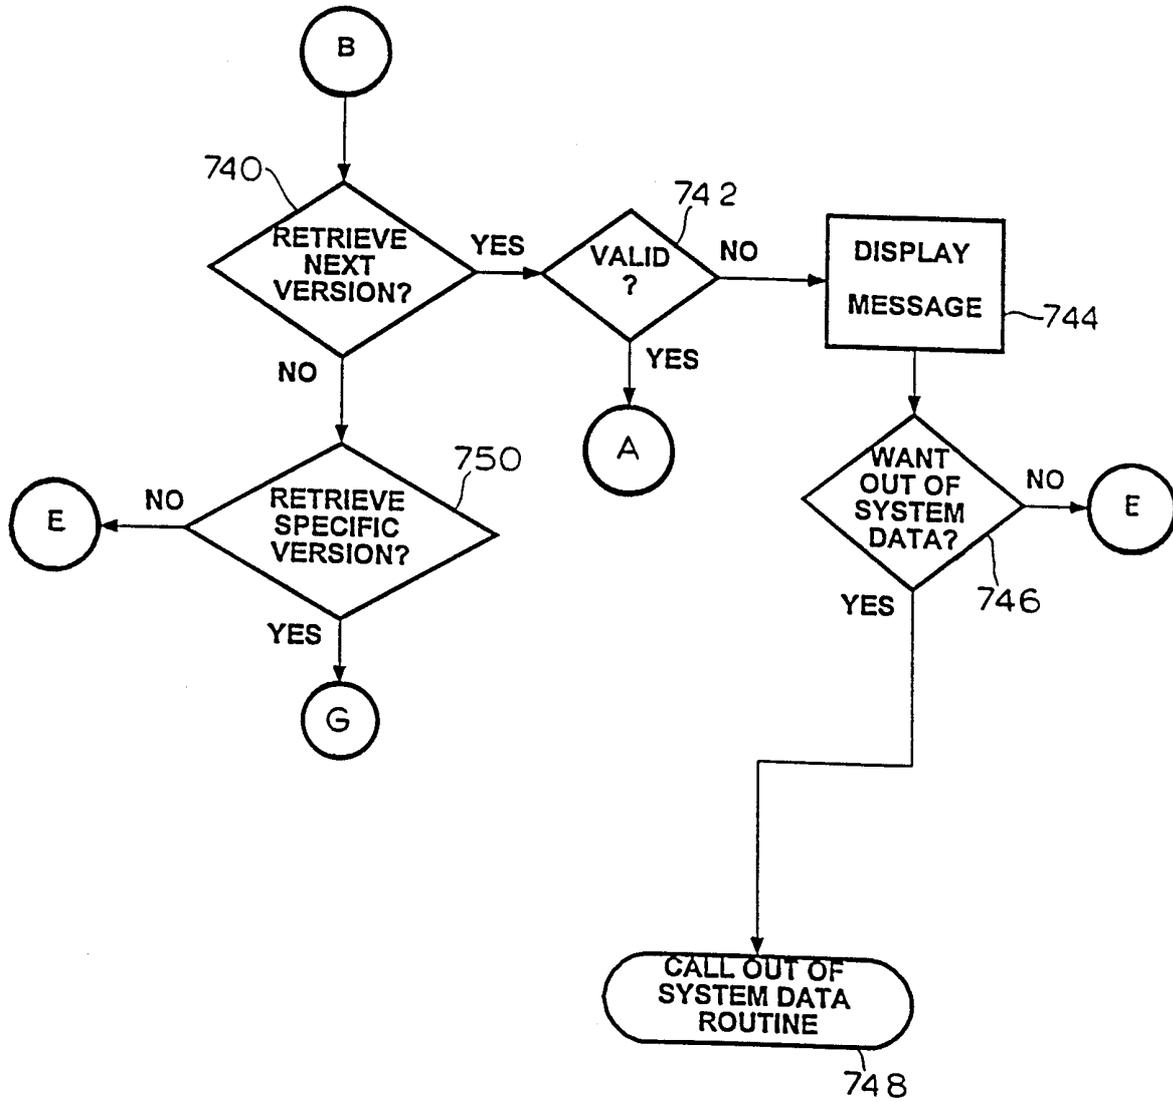 B
740
RETRIEVE
NEXT
VERSION?
YES
742
VALID
?
NO
DISPLAY
MESSAGE
744
NO
YES
A
750
RETRIEVE
SPECIFIC
VERSION?
NO
E
YES
G
WANT
OUT OF
SYSTEM
DATA?
NO
E
746
YES
CALL OUT OF
SYSTEM DATA
ROUTINE
748